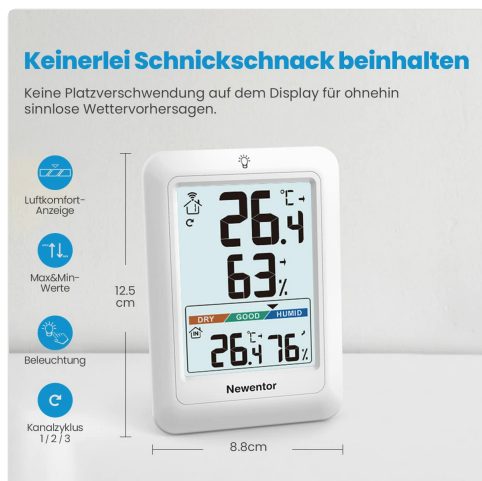 Keinerlei Schnickschnack beinhalten
Keine Platzverschwendung auf dem Display für ohnehin
sinnlose Wettervorhersagen.
Luftkomfort-
Anzeige
Max&Min-
Werte
Beleuchtung
Kanalzyklus
1/2/3
12.5
cm
26.4 °C
63%
DRY GOOD HUMID
IN
26.4 °C 76%
Newentor
8.8cm